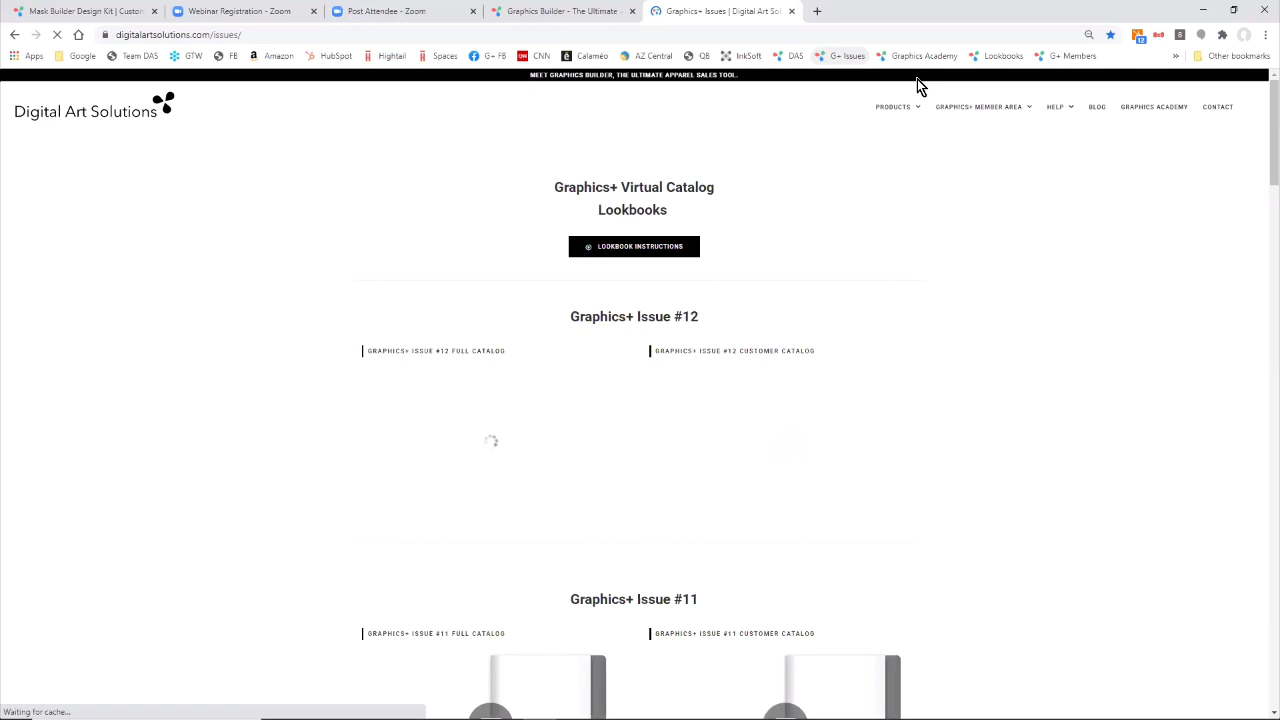 Mask Builder Design Kit | Custor
Webinar Registration - Zoom
Post Attendee - Zoom
Graphics Builder - The Ultimate
Graphics+ Issues | Digital Art Sol
digitalartsolutions.com/issues/
12
8x8
Apps
Google
Team DAS
GTW
FB
Amazon
HubSpot
Hightail
Spaces
G+ FB
CNN
Calaméo
AZ Central
InkSoft
DAS
QB
G+ Issues
Graphics Academy
Lookbooks
G+ Members
»
Other bookmarks
MEET GRAPHICS BUILDER, THE ULTIMATE APPAREL SALES TOOL.
Digital Art Solutions
PRODUCTS
GRAPHICS+ MEMBER AREA
HELP
BLOG
GRAPHICS ACADEMY
CONTACT
Graphics+ Virtual Catalog
Lookbooks
LOOKBOOK INSTRUCTIONS
Graphics+ Issue #12
GRAPHICS+ ISSUE #12 FULL CATALOG
GRAPHICS+ ISSUE #12 CUSTOMER CATALOG
Graphics+ Issue #11
GRAPHICS+ ISSUE #11 FULL CATALOG
GRAPHICS+ ISSUE #11 CUSTOMER CATALOG
Waiting for cache...